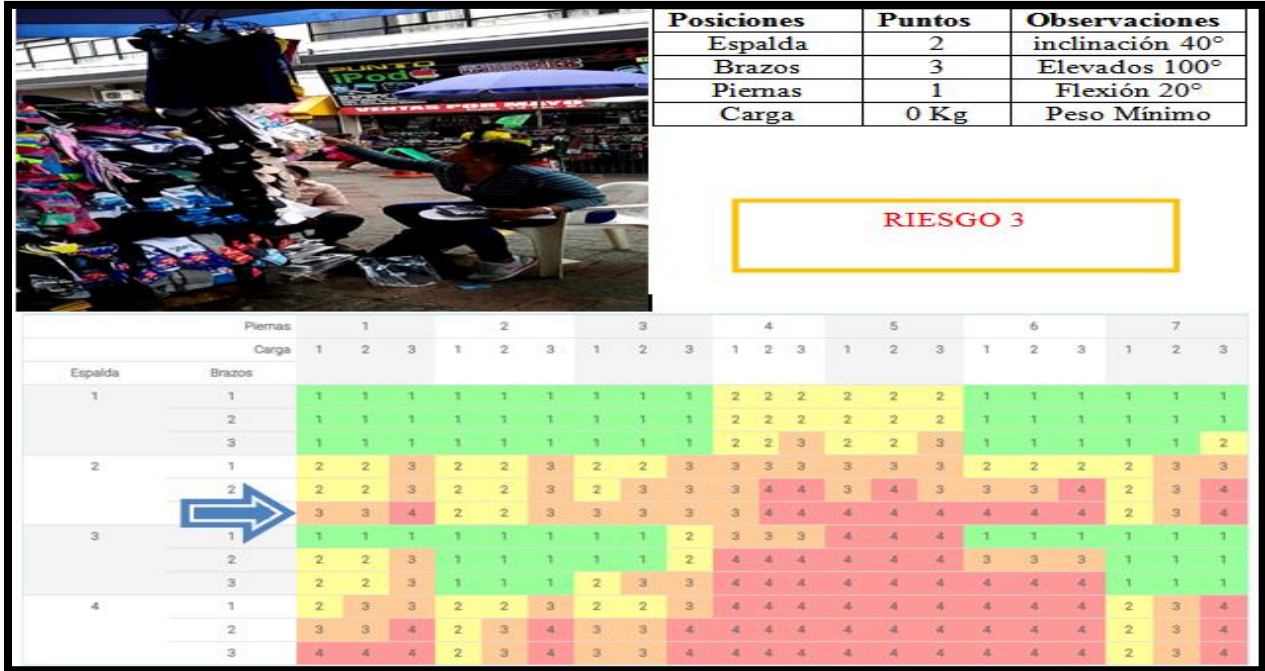 PUNTO
iPod
VENTAS POR MAYO
Posiciones Puntos Observaciones
Espalda 2 inclinación 40°
Brazos 3 Elevados 100°
Piernas 1 Flexión 20°
Carga 0 Kg Peso Mínimo
RIESGO 3
Piernas 1 2 3 4 5 6 7
Carga 1 2 3 1 2 3 1 2 3 1 2 3 1 2 3 1 2 3 1 2 3
Espalda Brazos
1 1 1 1 1 1 1 1 1 1 1 2 2 2 2 2 2 1 1 1 1 1 1
2 1 1 1 1 1 1 1 1 1 2 2 2 2 2 2 1 1 1 1 1 1
3 1 1 1 1 1 1 1 1 1 2 2 3 2 2 3 1 1 1 1 1 2
2 1 2 2 3 2 2 3 2 2 3 3 3 3 3 3 3 2 2 2 2 3 3
2 2 2 3 2 2 3 2 3 3 3 4 4 3 4 3 3 3 4 2 3 4
3 3 4 2 2 3 3 3 3 3 4 4 4 4 4 4 4 4 2 3 4
3 1 1 1 1 1 1 1 1 1 2 3 3 3 4 4 4 1 1 1 1 1 1
2 2 2 3 1 1 1 1 1 2 4 4 4 4 4 4 3 3 3 1 1 1
3 2 2 3 1 1 1 2 3 3 4 4 4 4 4 4 4 4 4 1 1 1
4 1 2 3 3 2 2 3 2 2 3 4 4 4 4 4 4 4 4 4 2 3 4
2 3 3 4 2 3 4 3 3 4 4 4 4 4 4 4 4 4 4 2 3 4
3 4 4 4 2 3 4 3 3 4 4 4 4 4 4 4 4 4 4 2 3 4